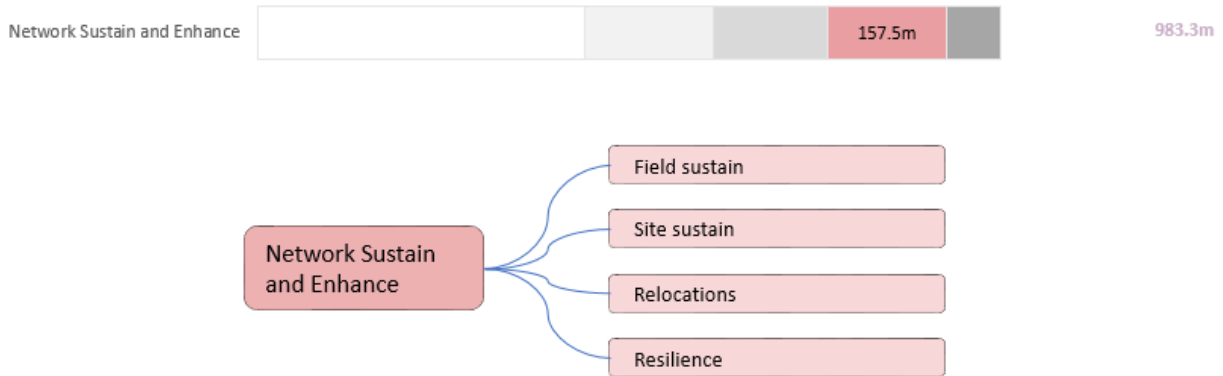 Network Sustain and Enhance
157.5m
983.3m
Field sustain
Site sustain
Network Sustain
and Enhance
Relocations
Resilience